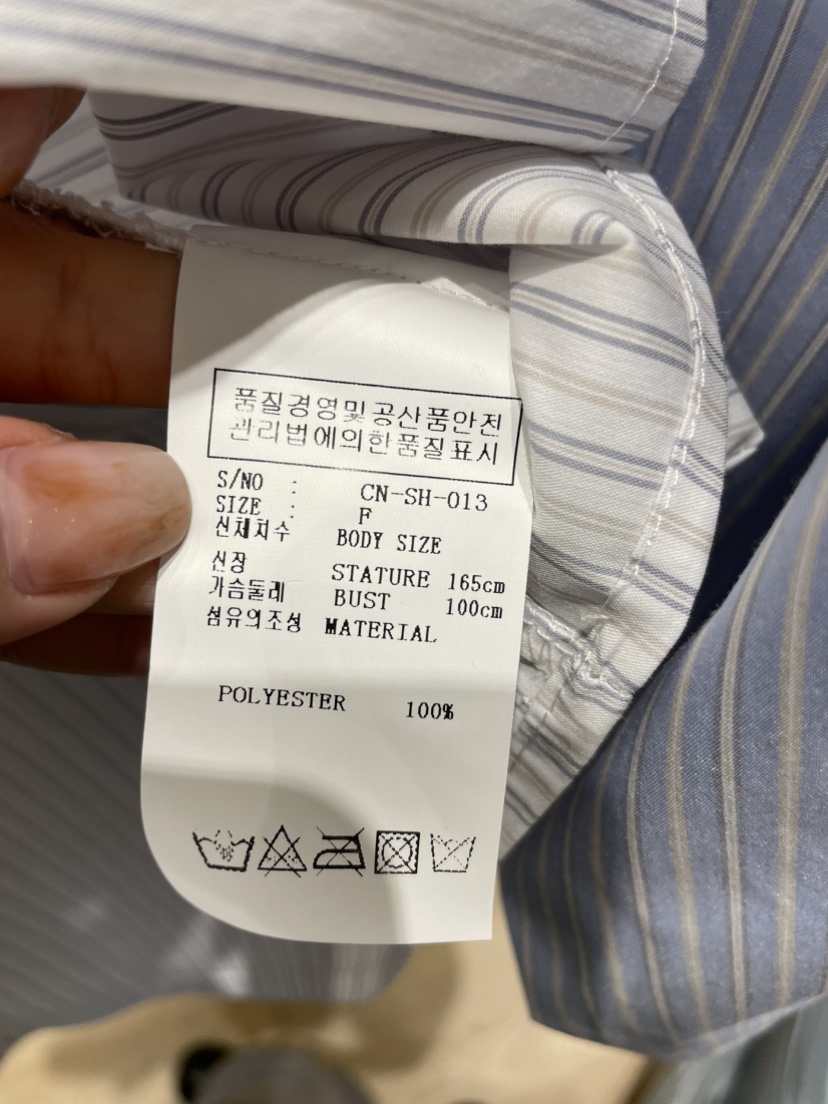 품질경영및공산품안전
관리법에의한품질표시
S/NO : CN-SH-013
SIZE : F
신체치수 BODY SIZE
신장 STATURE 165cm
가슴둘레 BUST 100cm
섬유의조성 MATERIAL
POLYESTER 100%